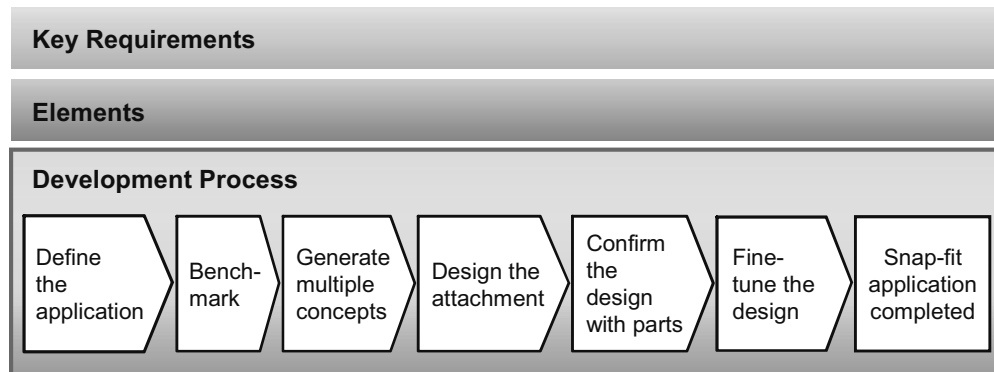 Key Requirements
Elements
Development Process
Define
the
application
Bench-
mark
Generate
multiple
concepts
Design the
attachment
Confirm
the
design
with parts
Fine-
tune the
design
Snap-fit
application
completed